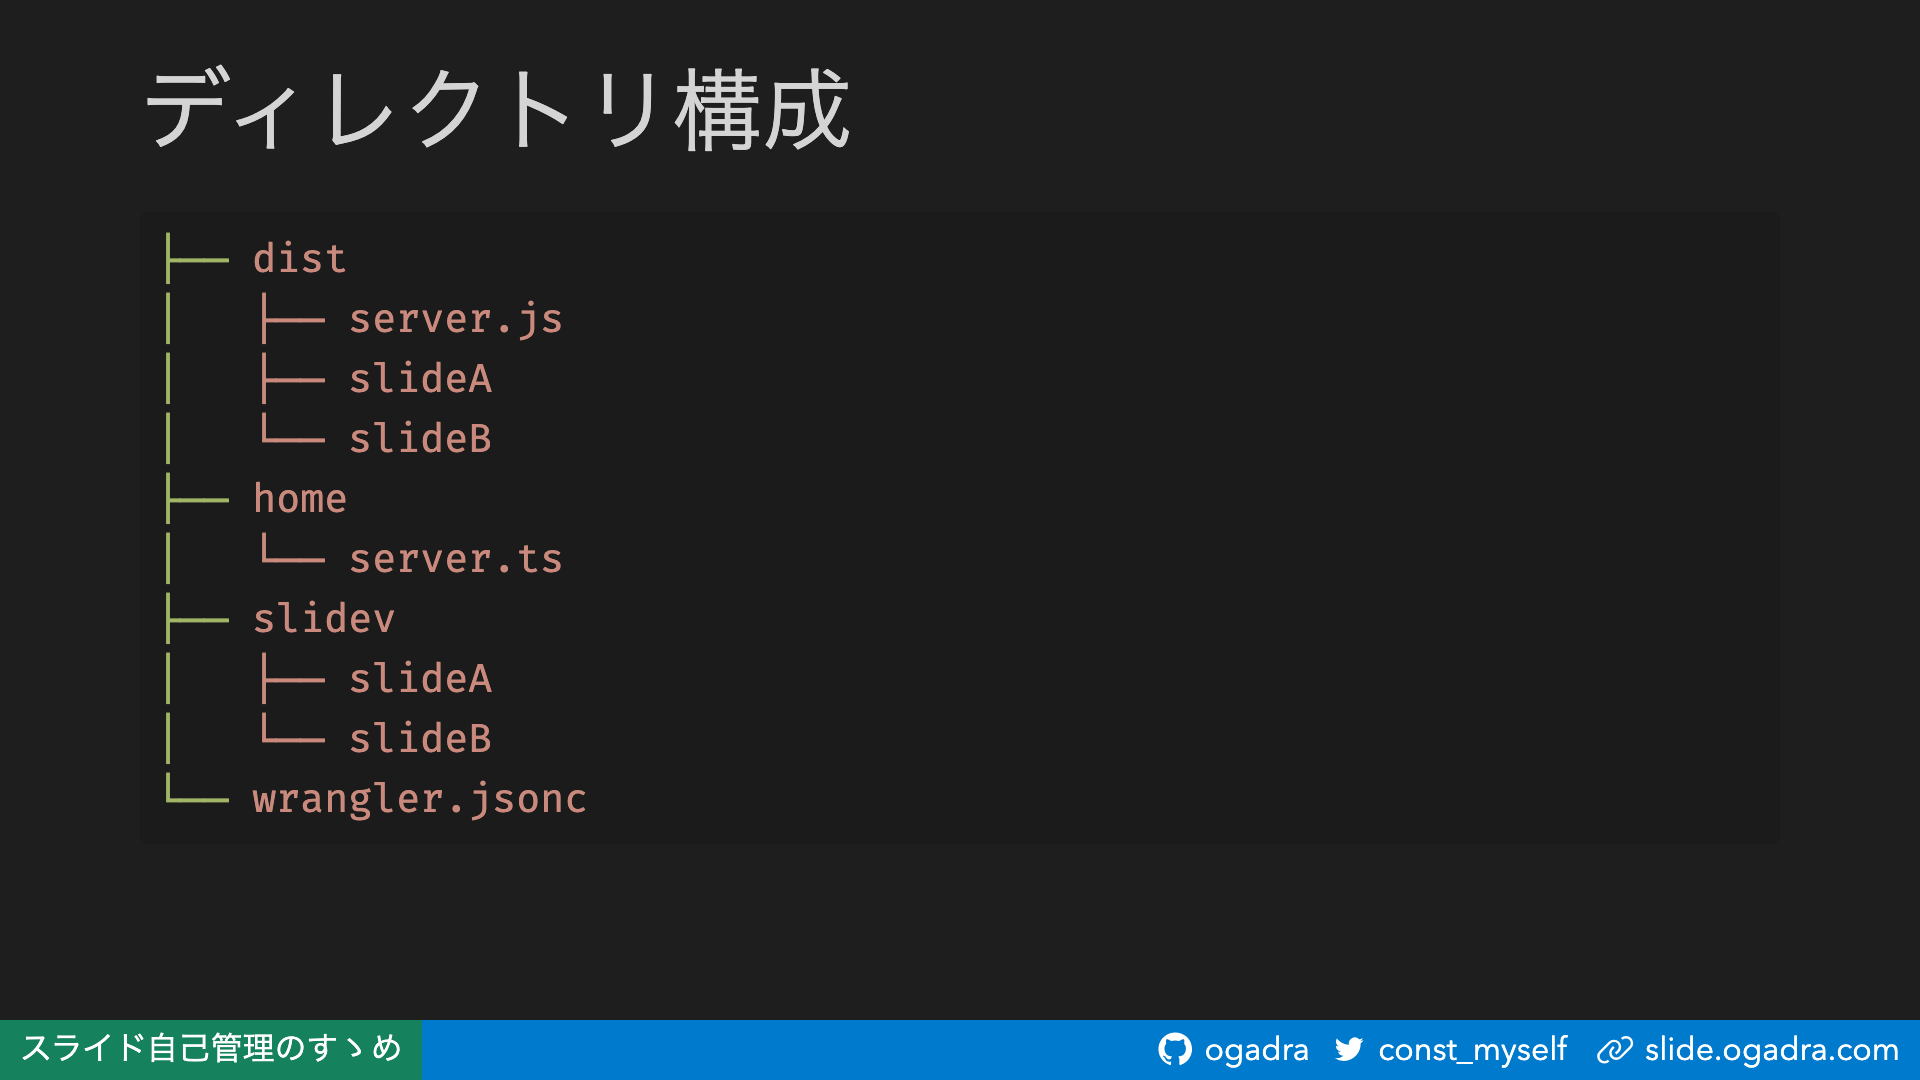 ディレクトリ構成
├── dist
│   ├── server.js
│   ├── slideA
│   └── slideB
├── home
│   └── server.ts
├── slidev
│   ├── slideA
│   └── slideB
└── wrangler.jsonc
スライド自己管理のすゝめ
ogadra const_myself slide.ogadra.com